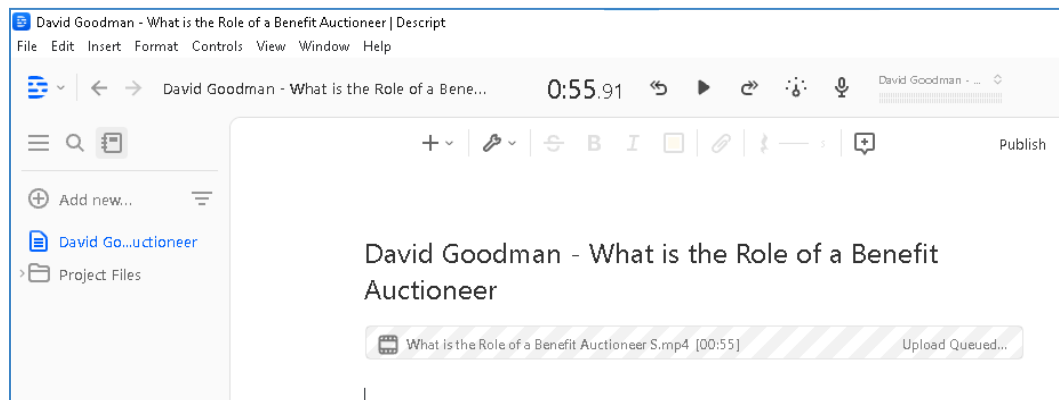 David Goodman - What is the Role of a Benefit Auctioneer | Descript
File Edit Insert Format Controls View Window Help
David Goodman - What is the Role of a Bene... 0:55.91 David Goodman - ...
S B I Publish
Add new...
David Go...uctioneer
Project Files
David Goodman - What is the Role of a Benefit
Auctioneer
What is the Role of a Benefit Auctioneer S.mp4 [00:55] Upload Queued...